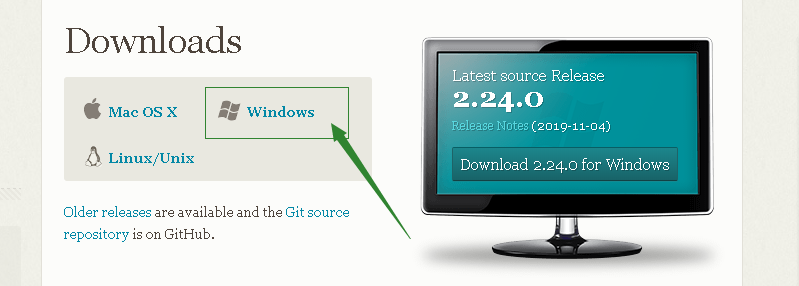 Downloads
Mac OS X
Windows
Linux/Unix
Older releases are available and the Git source
repository is on GitHub.
Latest source Release
2.24.0
Release Notes (2019-11-04)
Download 2.24.0 for Windows